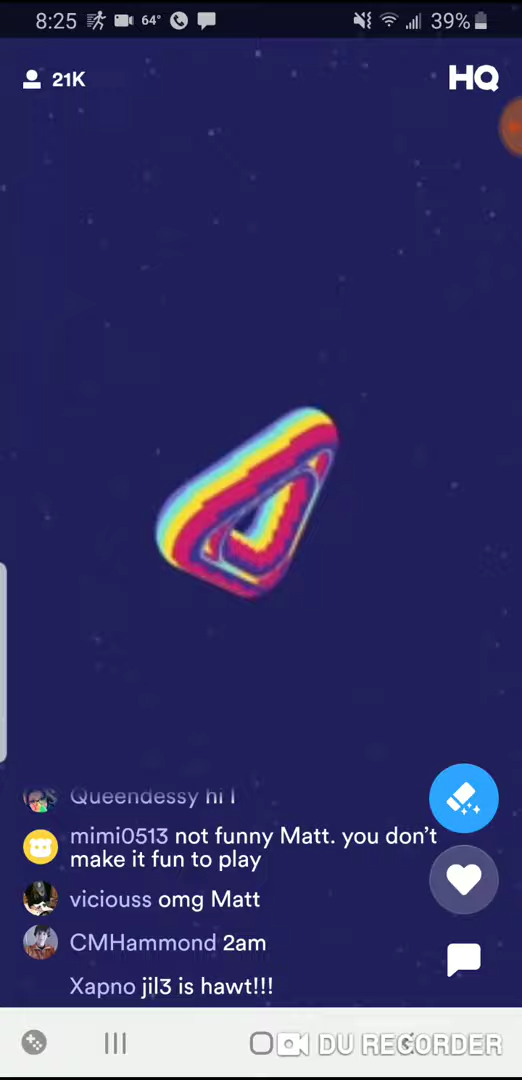 8:25 64° 39%
21K HQ
Queendessy hi I
mimi0513 not funny Matt. you don't
make it fun to play
viciouss omg Matt
CMHammond 2am
Xapno jil3 is hawt!!!
DU RECORDER